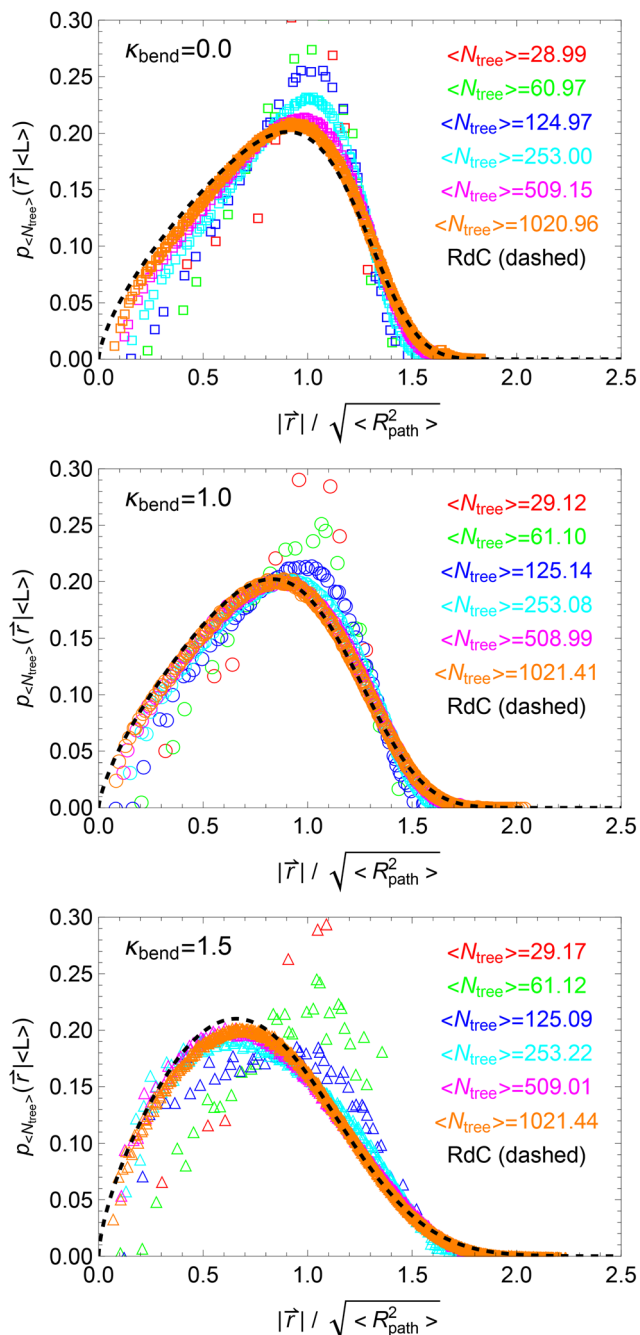 κbend=0.0
<Ntree>=28.99
<Ntree>=60.97
<Ntree>=124.97
<Ntree>=253.00
<Ntree>=509.15
<Ntree>=1020.96
RdC (dashed)
p<Ntree>(r⃗|<L>)
0.30
0.25
0.20
0.15
0.10
0.05
0.00
0.0 0.5 1.0 1.5 2.0 2.5
|r⃗| / √<R²path>
κbend=1.0
<Ntree>=29.12
<Ntree>=61.10
<Ntree>=125.14
<Ntree>=253.08
<Ntree>=508.99
<Ntree>=1021.41
RdC (dashed)
p<Ntree>(r⃗|<L>)
0.30
0.25
0.20
0.15
0.10
0.05
0.00
0.0 0.5 1.0 1.5 2.0 2.5
|r⃗| / √<R²path>
κbend=1.5
<Ntree>=29.17
<Ntree>=61.12
<Ntree>=125.09
<Ntree>=253.22
<Ntree>=509.01
<Ntree>=1021.44
RdC (dashed)
p<Ntree>(r⃗|<L>)
0.30
0.25
0.20
0.15
0.10
0.05
0.00
0.0 0.5 1.0 1.5 2.0 2.5
|r⃗| / √<R²path>